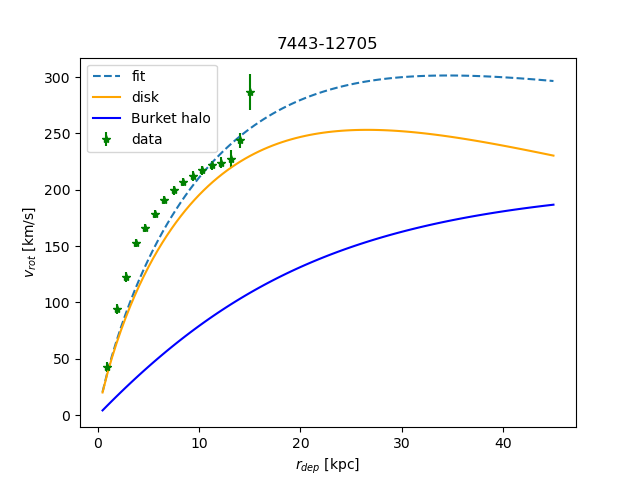 7443-12705
fit
disk
Burket halo
data
v_rot [km/s]
300
250
200
150
100
50
0
0 10 20 30 40
r_dep [kpc]